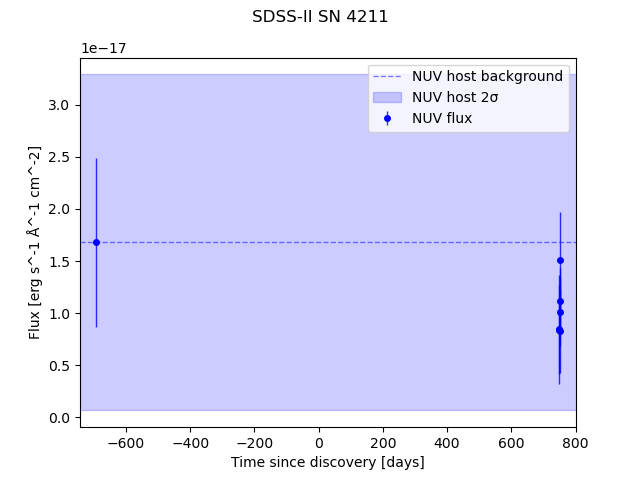 SDSS-II SN 4211
1e−17
NUV host background
NUV host 2σ
NUV flux
3.0
2.5
2.0
1.5
1.0
0.5
0.0
Flux [erg s^-1 Å^-1 cm^-2]
−600 −400 −200 0 200 400 600 800
Time since discovery [days]